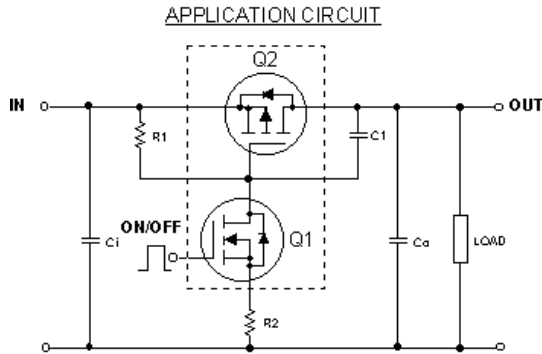 APPLICATION CIRCUIT
Q2
IN
OUT
R1
C1
ON/OFF
Q1
Ci
Co
LOAD
R2